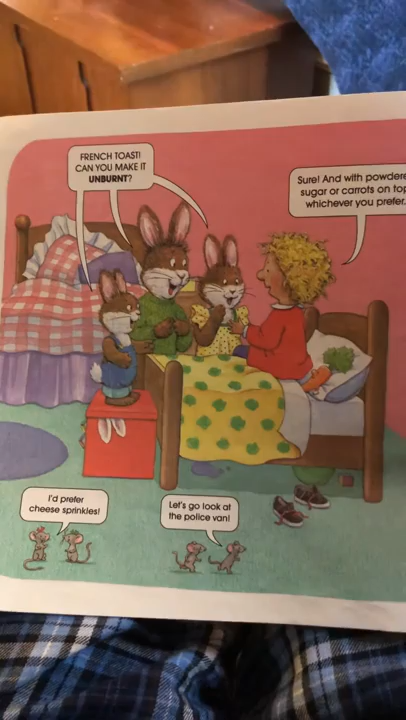 FRENCH TOAST!
CAN YOU MAKE IT
UNBURNT?
Sure! And with powdere
sugar or carrots on top
whichever you prefer.
I'd prefer
cheese sprinkles!
Let's go look at
the police van!